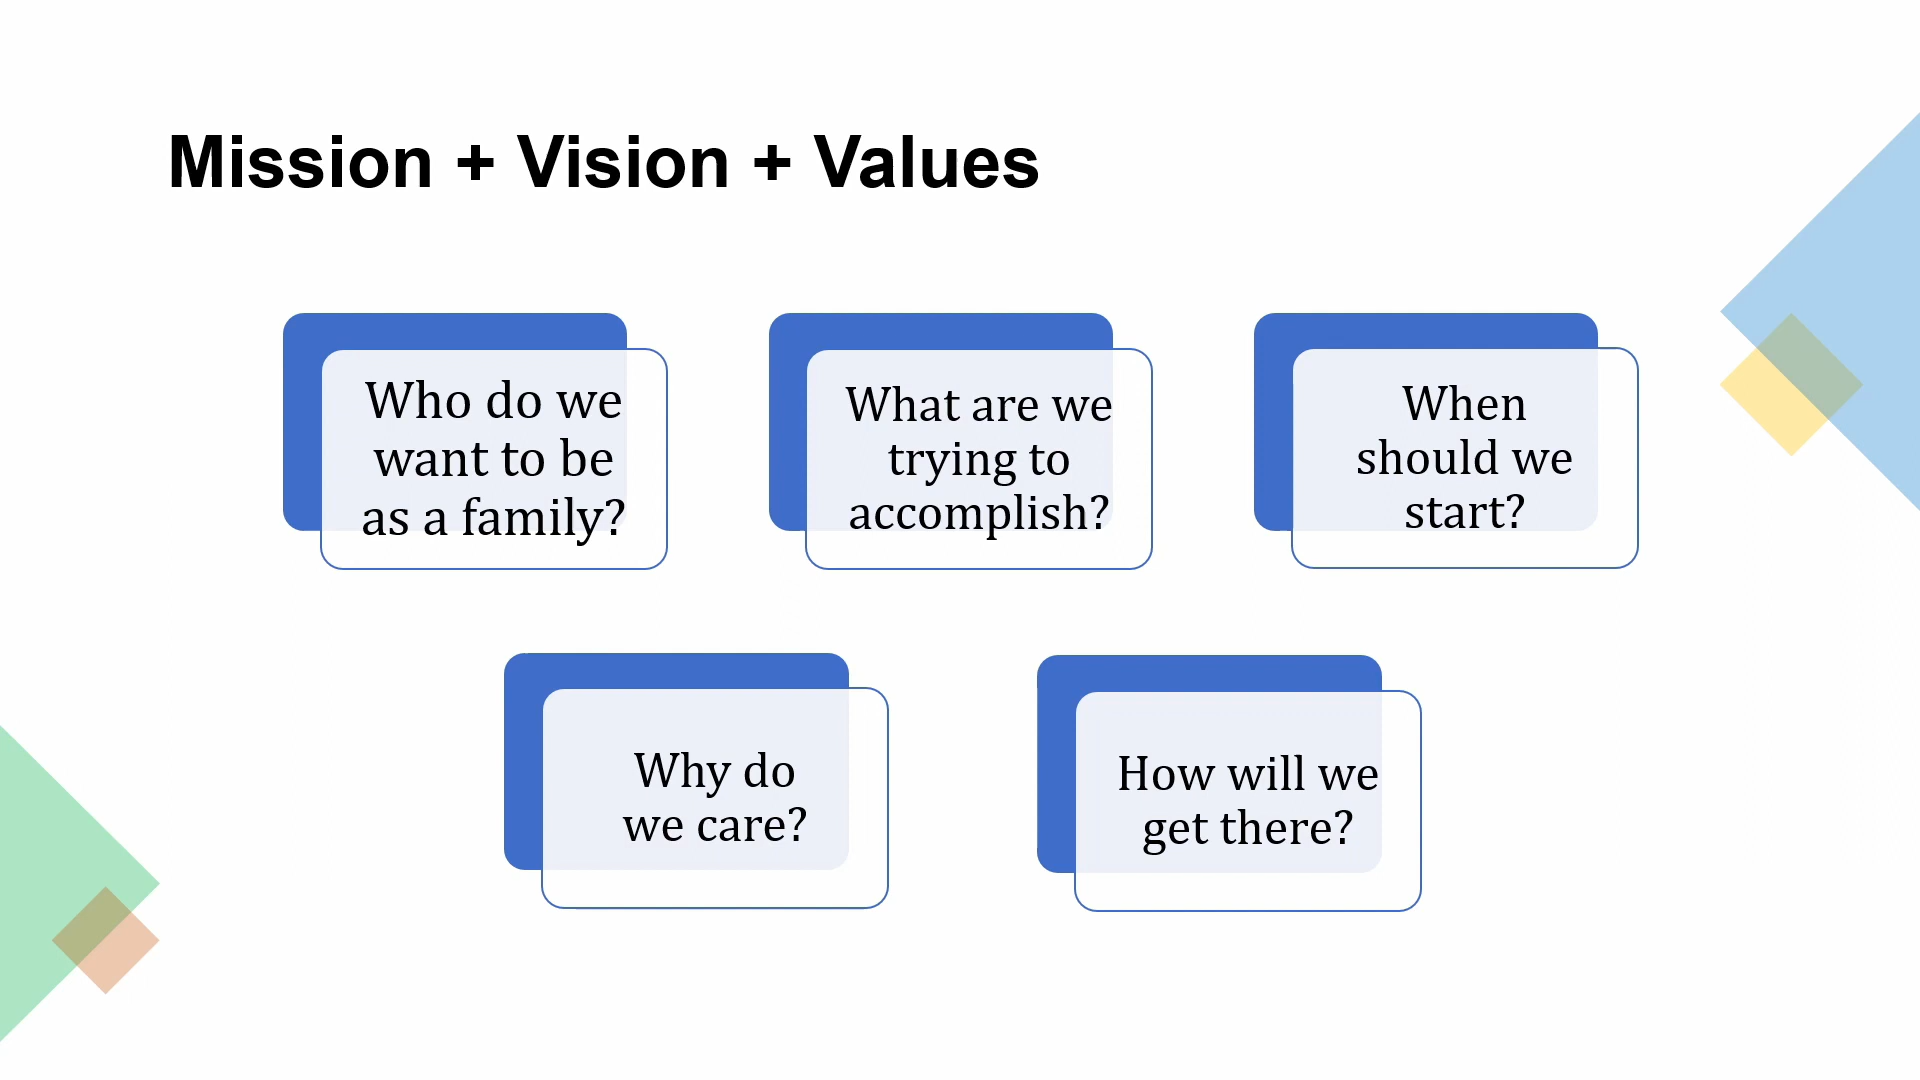 Mission + Vision + Values
Who do we
want to be
as a family?
What are we
trying to
accomplish?
When
should we
start?
Why do
we care?
How will we
get there?